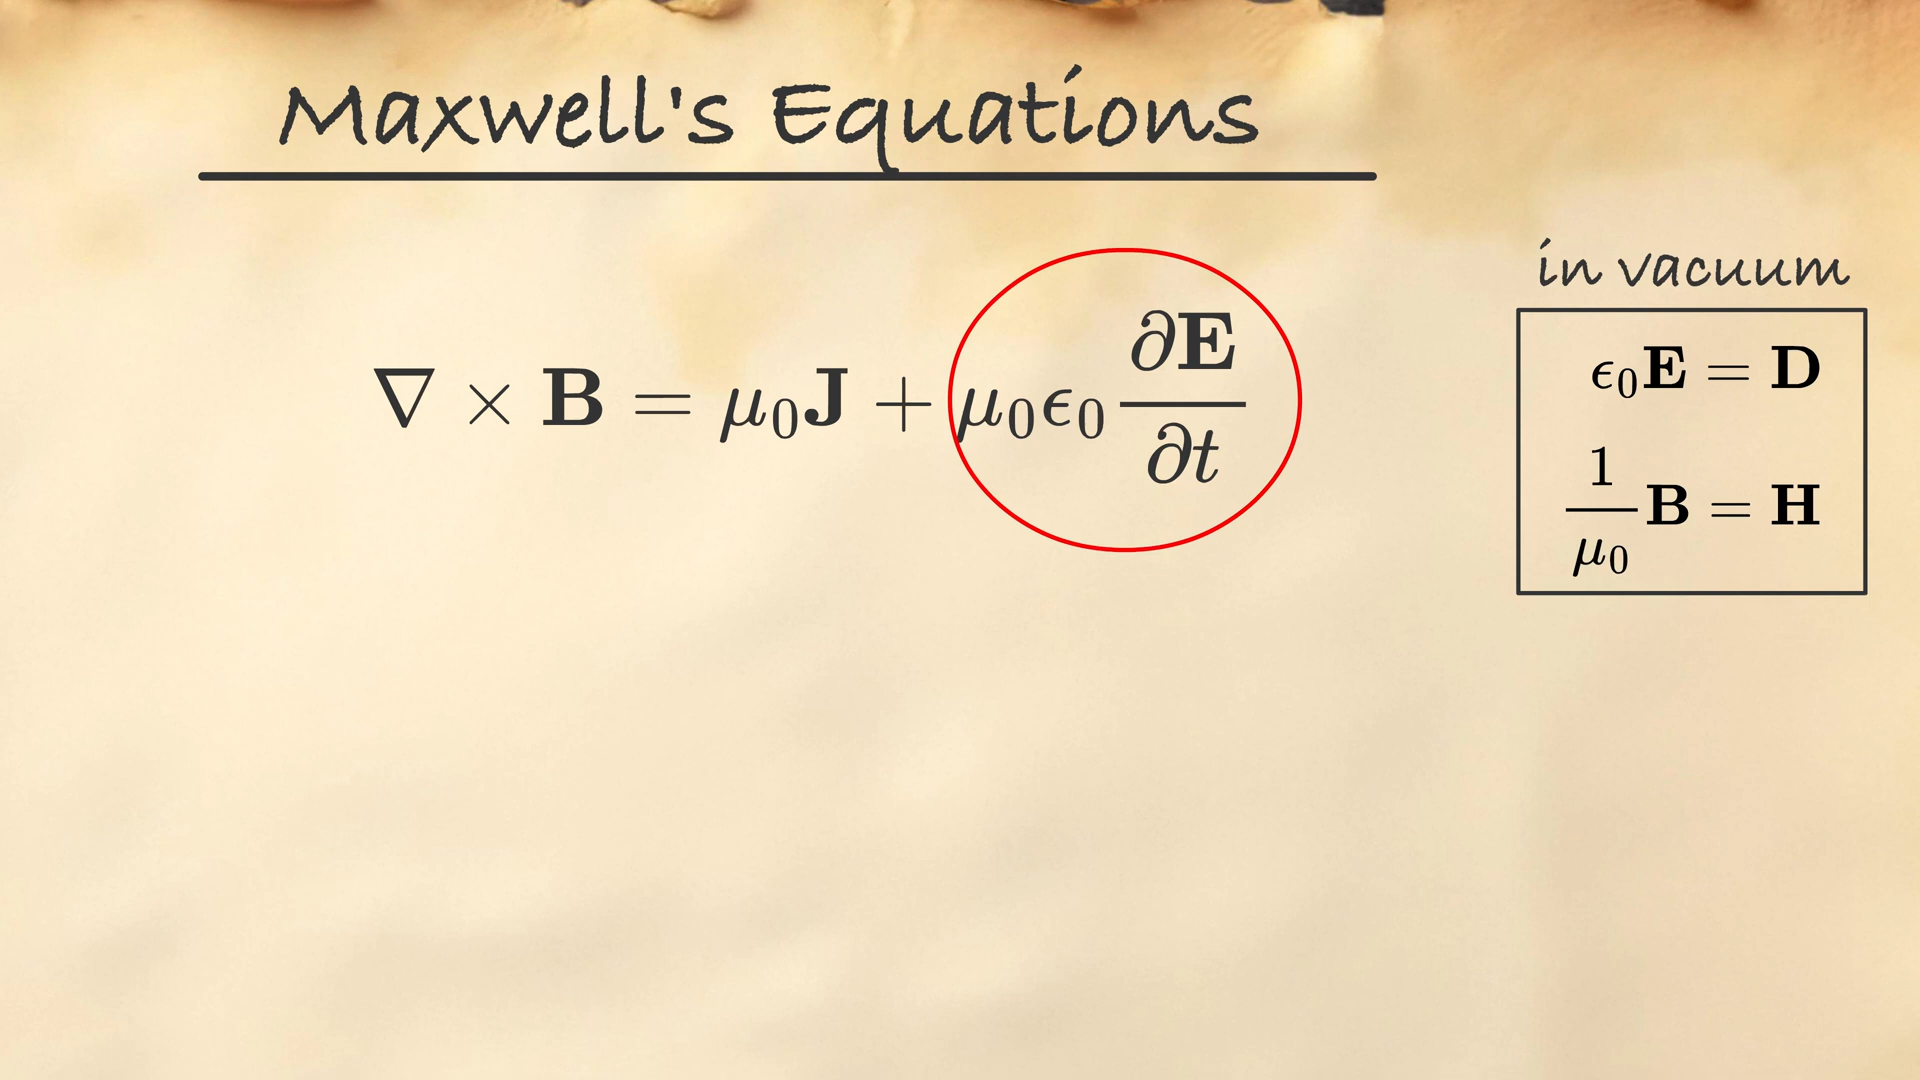 Maxwell's Equations
∇ × B = μ₀J + μ₀ϵ₀ ∂E/∂t
in vacuum
ϵ₀E = D
1/μ₀ B = H